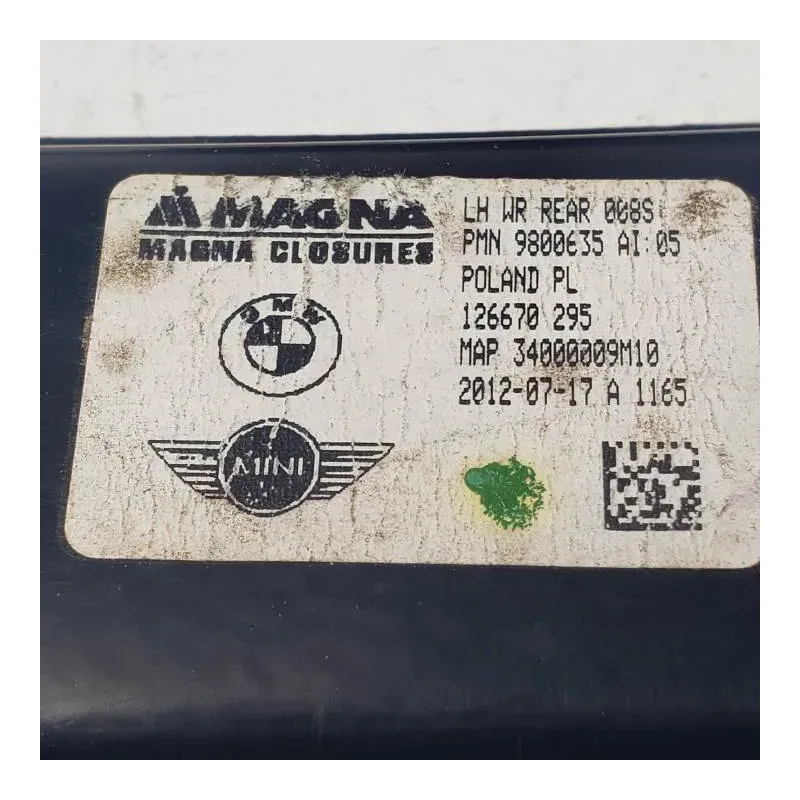 MAGNA
MAGNA CLOSURES
BMW
MINI
LH WR REAR 008S
PMN 9800635 AI:05
POLAND PL
126670 295
MAP 34000009M10
2012-07-17 A 1165